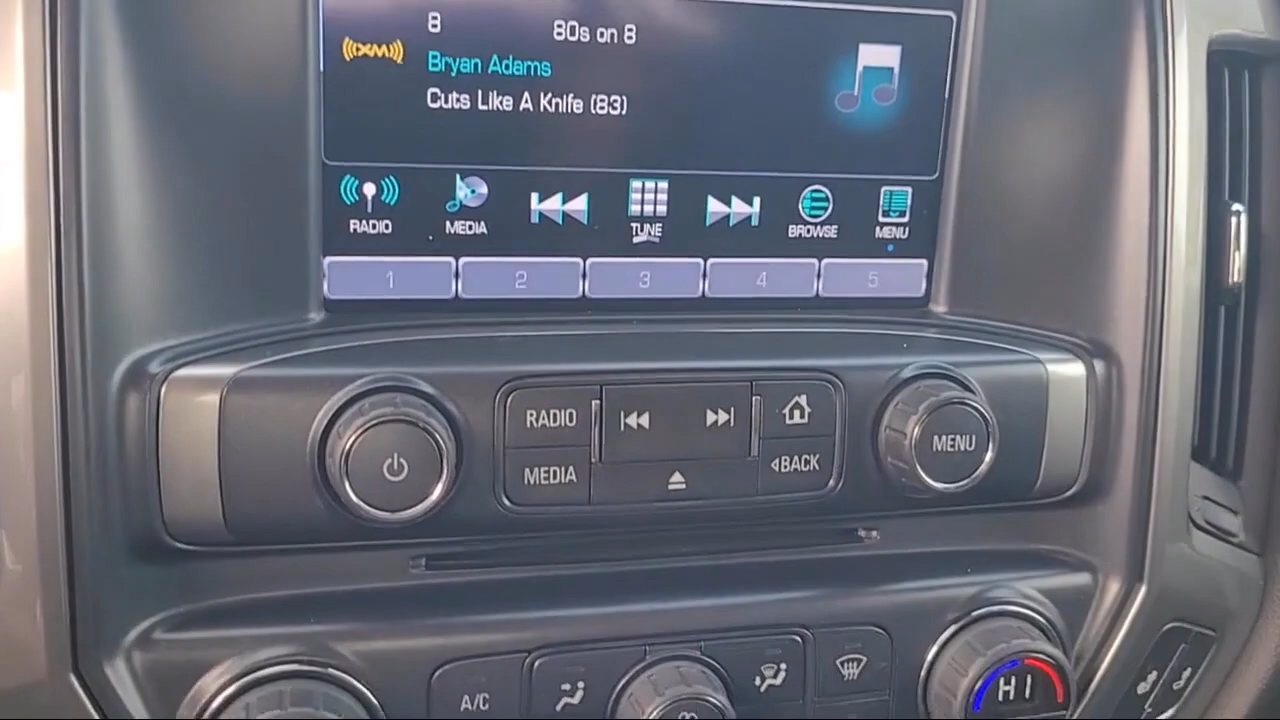 8 80s on 8
((XM))
Bryan Adams
Cuts Like A Knife (83)
RADIO MEDIA TUNE BROWSE MENU
1 2 3 4 5
RADIO
MENU
MEDIA
BACK
A/C
HI